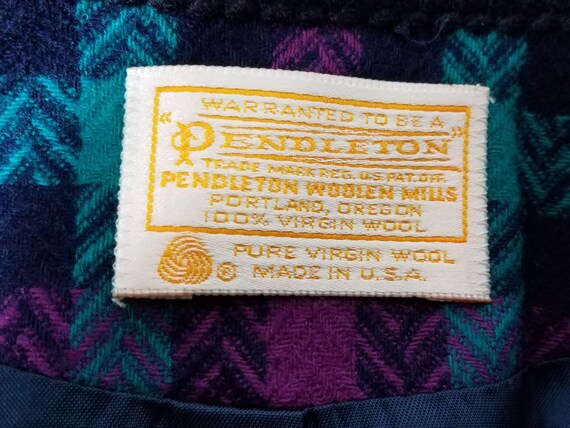 WARRANTED TO BE A
"PENDLETON"
TRADE MARK REG. U.S. PAT. OFF.
PENDLETON WOOLEN MILLS
PORTLAND, OREGON
100% VIRGIN WOOL
® PURE VIRGIN WOOL
MADE IN U.S.A.